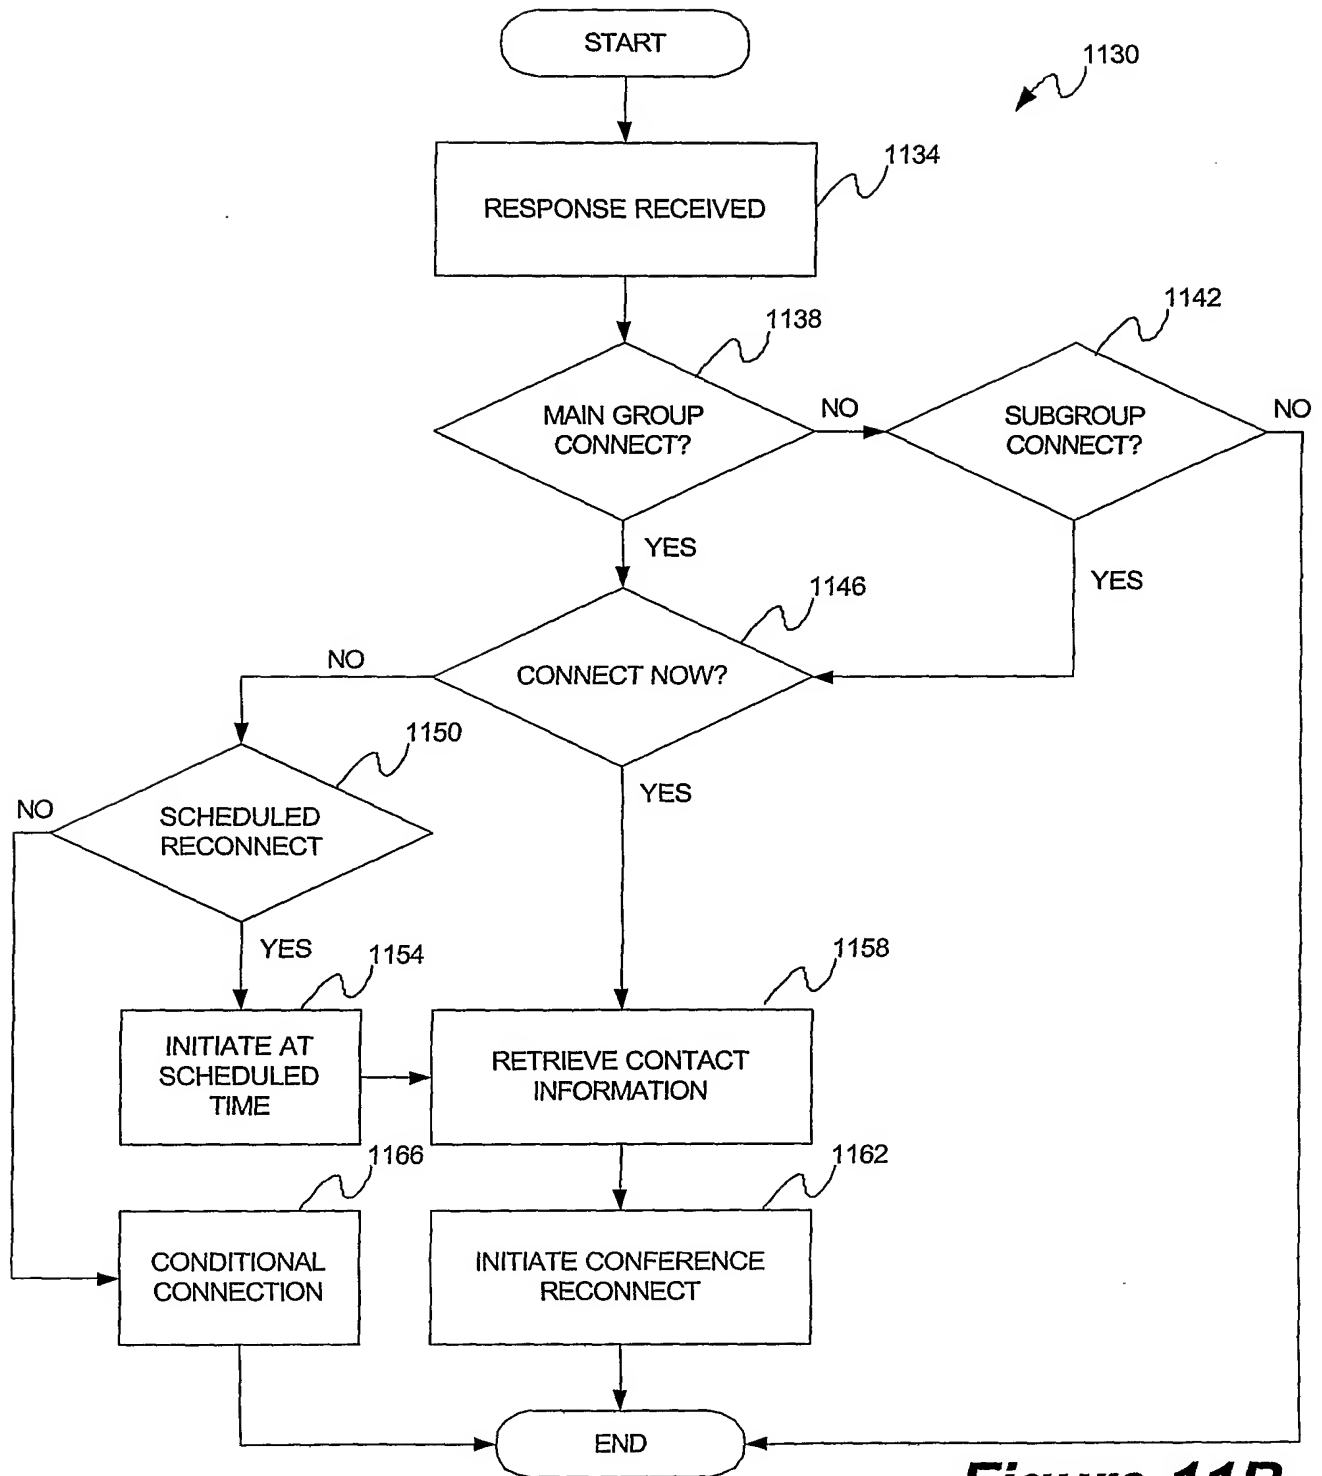 START
1130
RESPONSE RECEIVED
1134
1138
1142
MAIN GROUP
CONNECT?
NO
SUBGROUP
CONNECT?
NO
YES
YES
1146
CONNECT NOW?
NO
YES
1150
SCHEDULED
RECONNECT
NO
YES
1154
1158
INITIATE AT
SCHEDULED
TIME
RETRIEVE CONTACT
INFORMATION
1166
1162
CONDITIONAL
CONNECTION
INITIATE CONFERENCE
RECONNECT
END
Figure 11B